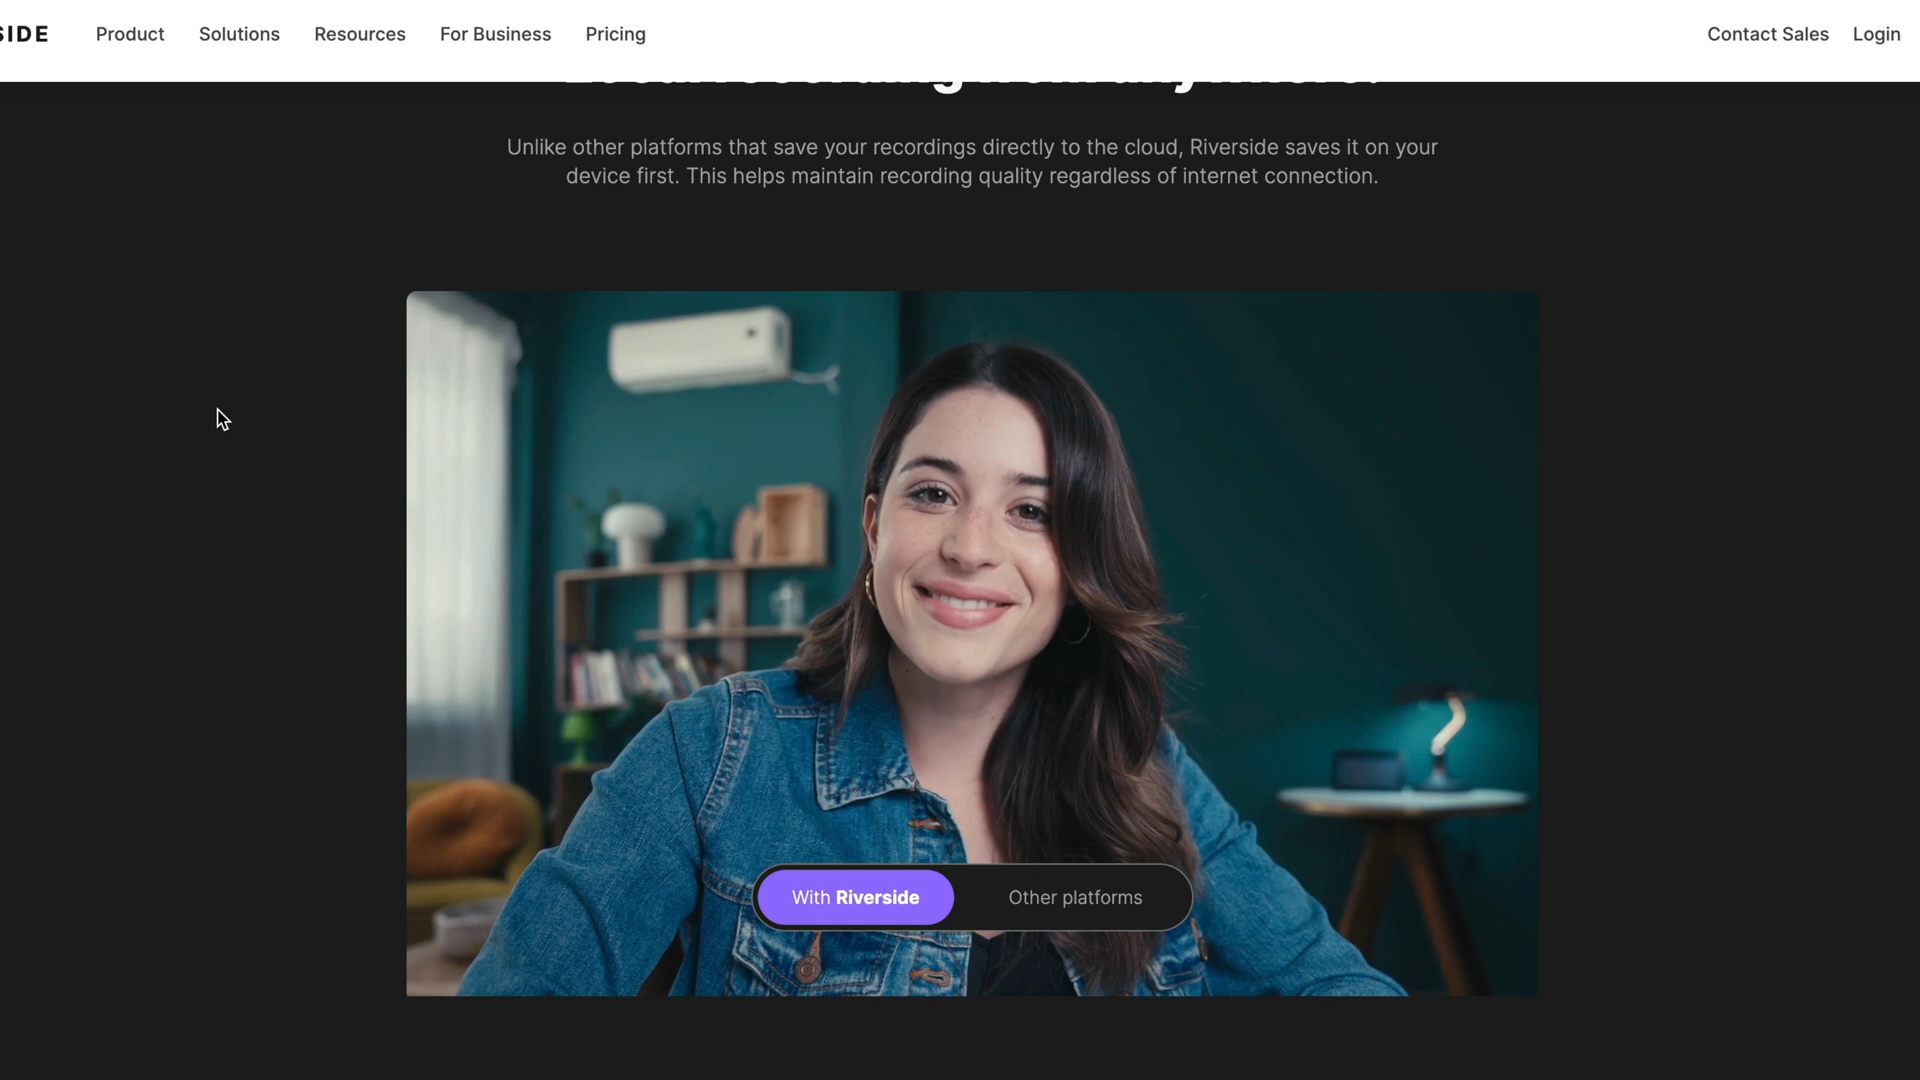 SIDE
Product
Solutions
Resources
For Business
Pricing
Contact Sales
Login
Unlike other platforms that save your recordings directly to the cloud, Riverside saves it on your
device first. This helps maintain recording quality regardless of internet connection.
With Riverside
Other platforms